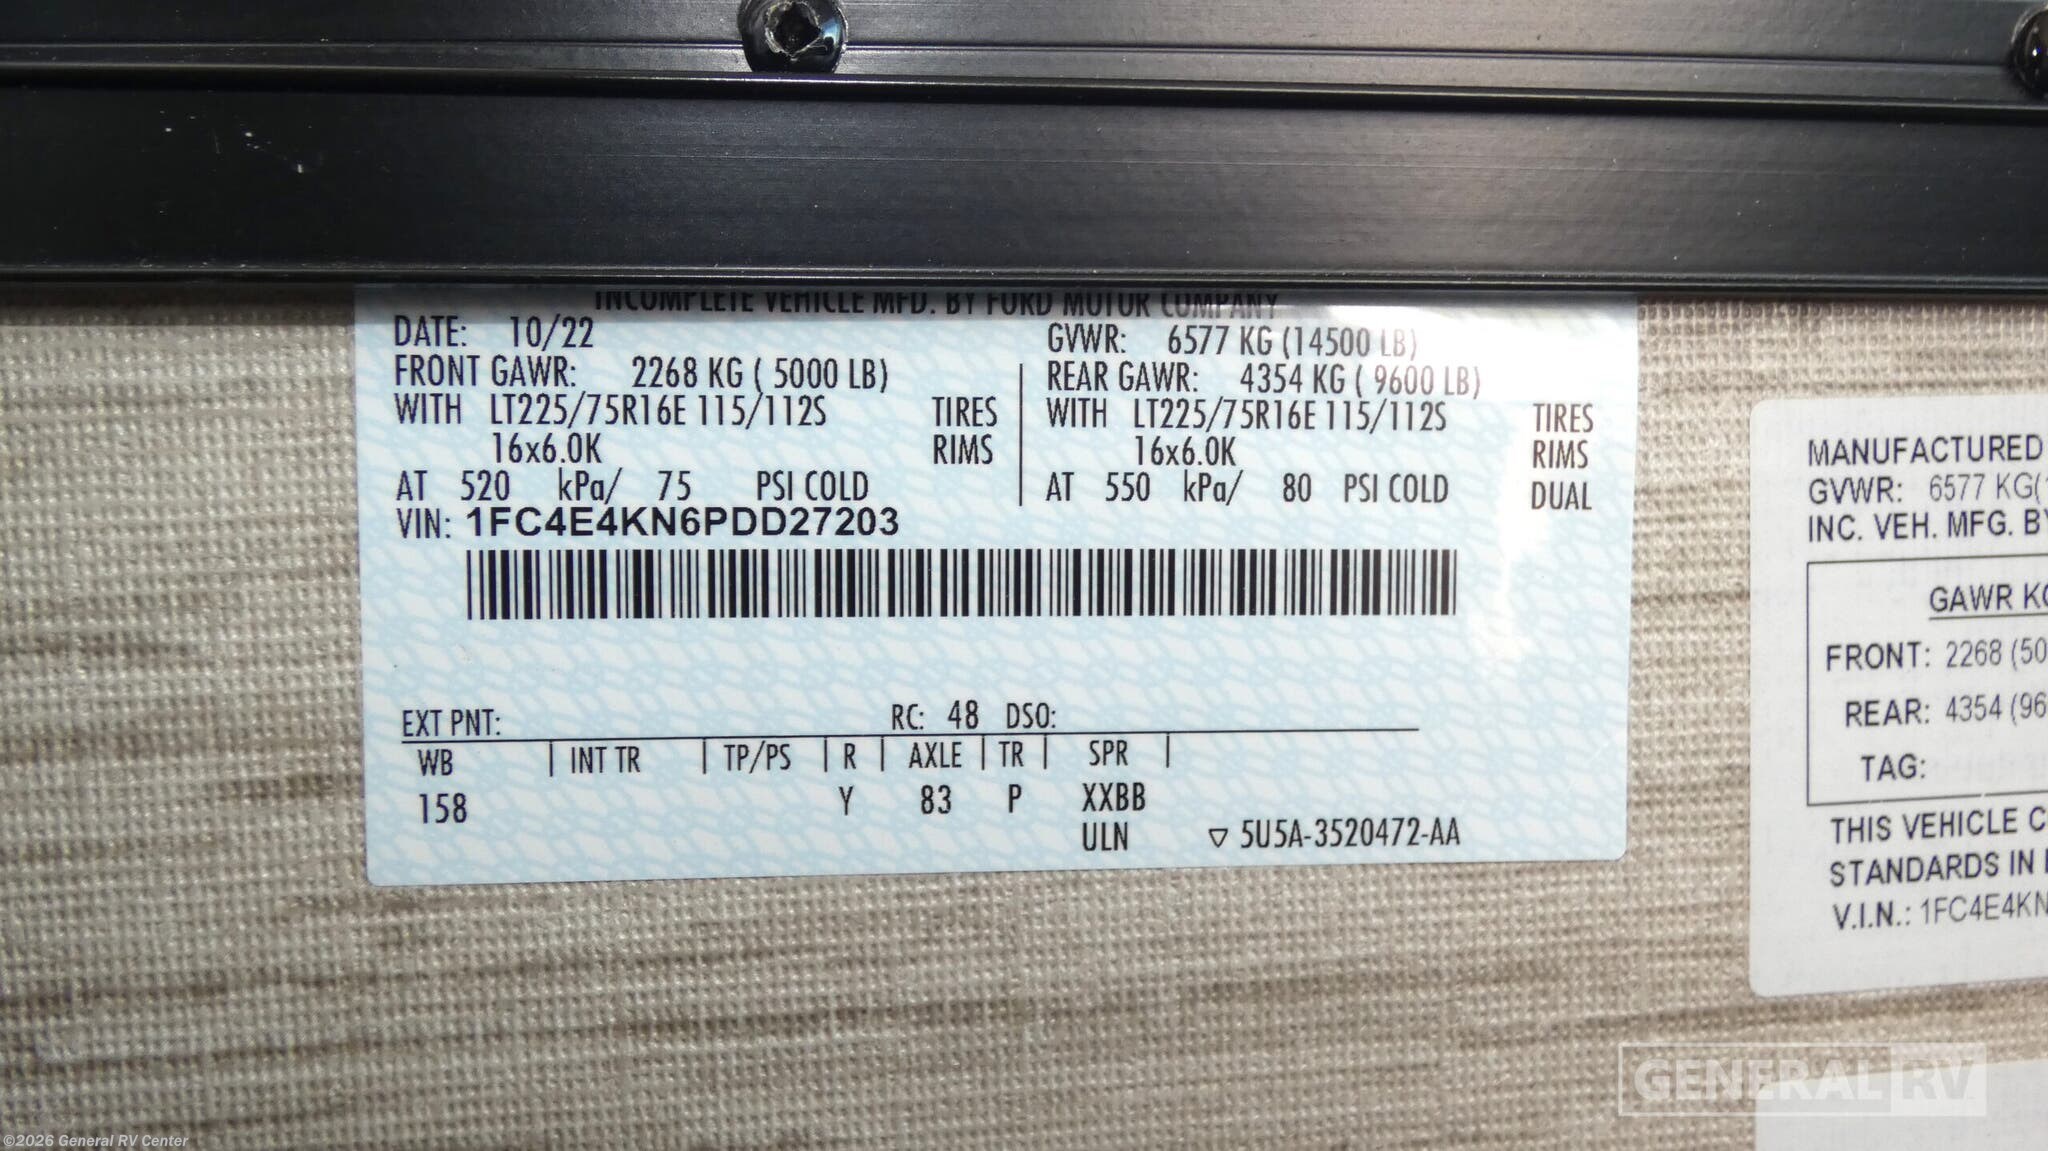 INCOMPLETE VEHICLE MFD. BY FORD MOTOR COMPANY
DATE: 10/22 GVWR: 6577 KG (14500 LB)
FRONT GAWR: 2268 KG ( 5000 LB) REAR GAWR: 4354 KG ( 9600 LB)
WITH LT225/75R16E 115/112S TIRES WITH LT225/75R16E 115/112S TIRES
16x6.0K RIMS 16x6.0K RIMS
AT 520 kPa/ 75 PSI COLD AT 550 kPa/ 80 PSI COLD DUAL
VIN: 1FC4E4KN6PDD27203
EXT PNT: RC: 48 DSO:
WB | INT TR | TP/PS | R | AXLE | TR | SPR |
158 Y 83 P XXBB
ULN ▽ 5U5A-3520472-AA
MANUFACTURED
GVWR: 6577 KG(
INC. VEH. MFG. BY
GAWR KG
FRONT: 2268 (50
REAR: 4354 (96
TAG:
THIS VEHICLE C
STANDARDS IN
V.I.N.: 1FC4E4KN
GENERAL RV
©2026 General RV Center